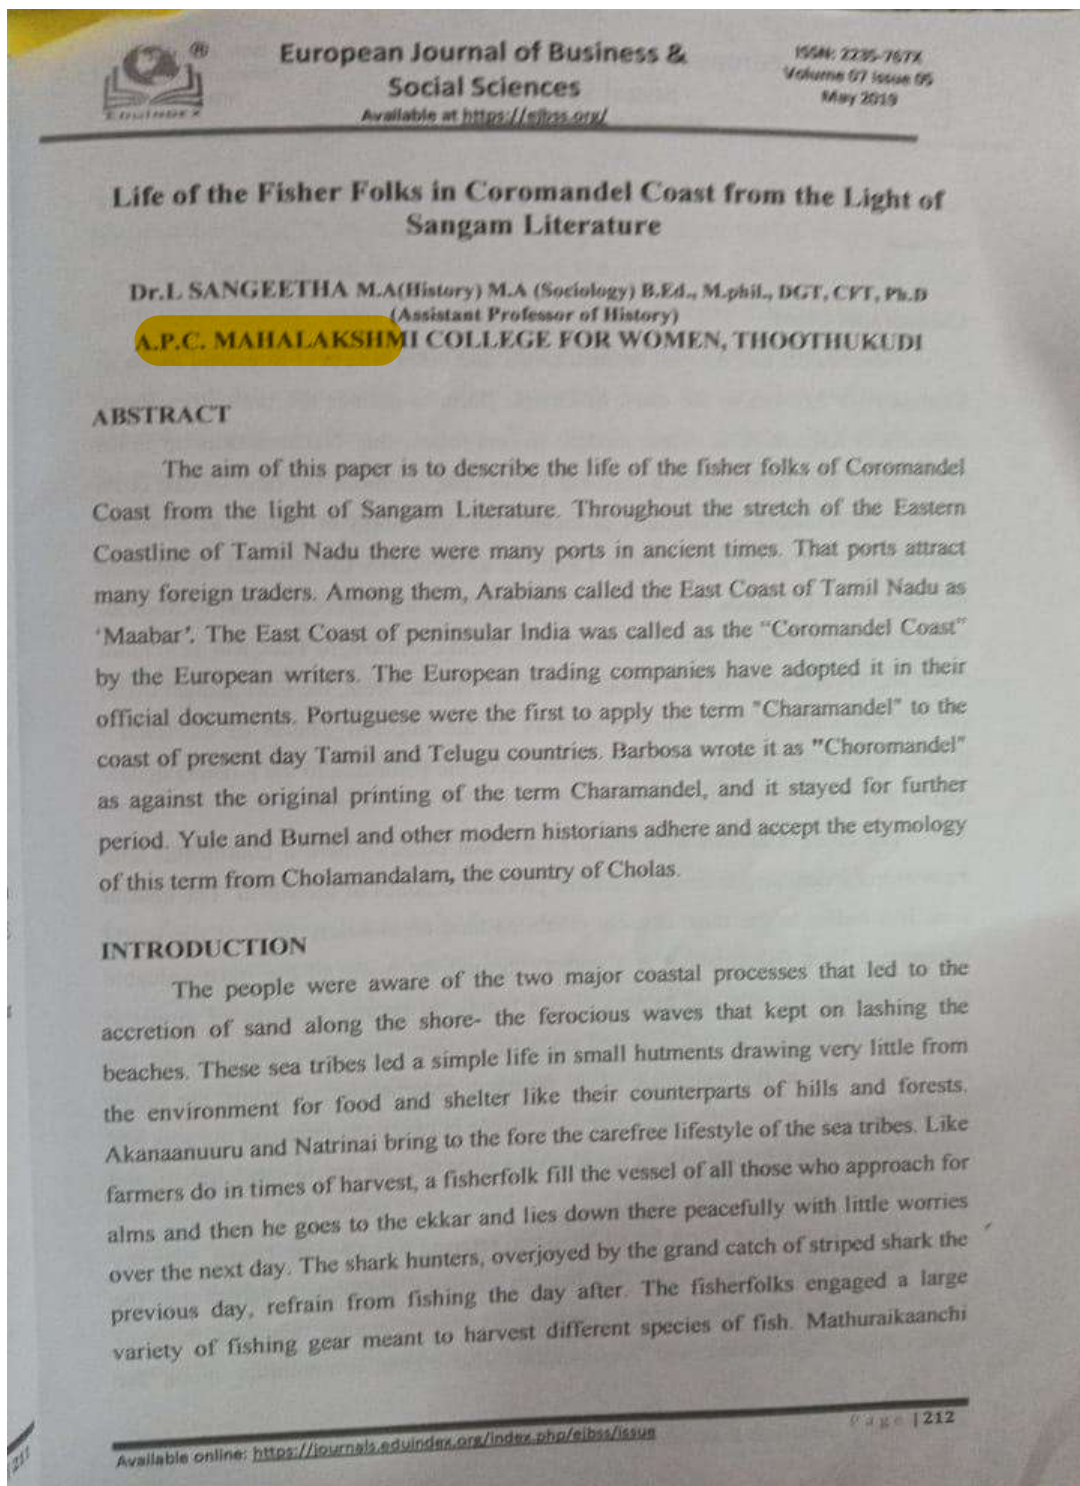 ®
EDUINDEX
European Journal of Business &
Social Sciences
Available at https://ejbss.org/
ISSN: 2235-767X
Volume 07 Issue 05
May 2019
Life of the Fisher Folks in Coromandel Coast from the Light of
Sangam Literature
Dr.L SANGEETHA M.A(History) M.A (Sociology) B.Ed., M.phil., DGT, CFT, Ph.D
(Assistant Professor of History)
A.P.C. MAHALAKSHMI COLLEGE FOR WOMEN, THOOTHUKUDI
ABSTRACT
The aim of this paper is to describe the life of the fisher folks of Coromandel
Coast from the light of Sangam Literature. Throughout the stretch of the Eastern
Coastline of Tamil Nadu there were many ports in ancient times. That ports attract
many foreign traders. Among them, Arabians called the East Coast of Tamil Nadu as
'Maabar'. The East Coast of peninsular India was called as the "Coromandel Coast"
by the European writers. The European trading companies have adopted it in their
official documents. Portuguese were the first to apply the term "Charamandel" to the
coast of present day Tamil and Telugu countries. Barbosa wrote it as "Choromandel"
as against the original printing of the term Charamandel, and it stayed for further
period. Yule and Burnel and other modern historians adhere and accept the etymology
of this term from Cholamandalam, the country of Cholas.
INTRODUCTION
The people were aware of the two major coastal processes that led to the
accretion of sand along the shore- the ferocious waves that kept on lashing the
beaches. These sea tribes led a simple life in small hutments drawing very little from
the environment for food and shelter like their counterparts of hills and forests.
Akanaanuuru and Natrinai bring to the fore the carefree lifestyle of the sea tribes. Like
farmers do in times of harvest, a fisherfolk fill the vessel of all those who approach for
alms and then he goes to the ekkar and lies down there peacefully with little worries
over the next day. The shark hunters, overjoyed by the grand catch of striped shark the
previous day, refrain from fishing the day after. The fisherfolks engaged a large
variety of fishing gear meant to harvest different species of fish. Mathuraikaanchi
Page | 212
Available online: https://journals.eduindex.org/index.php/ejbss/issue
211